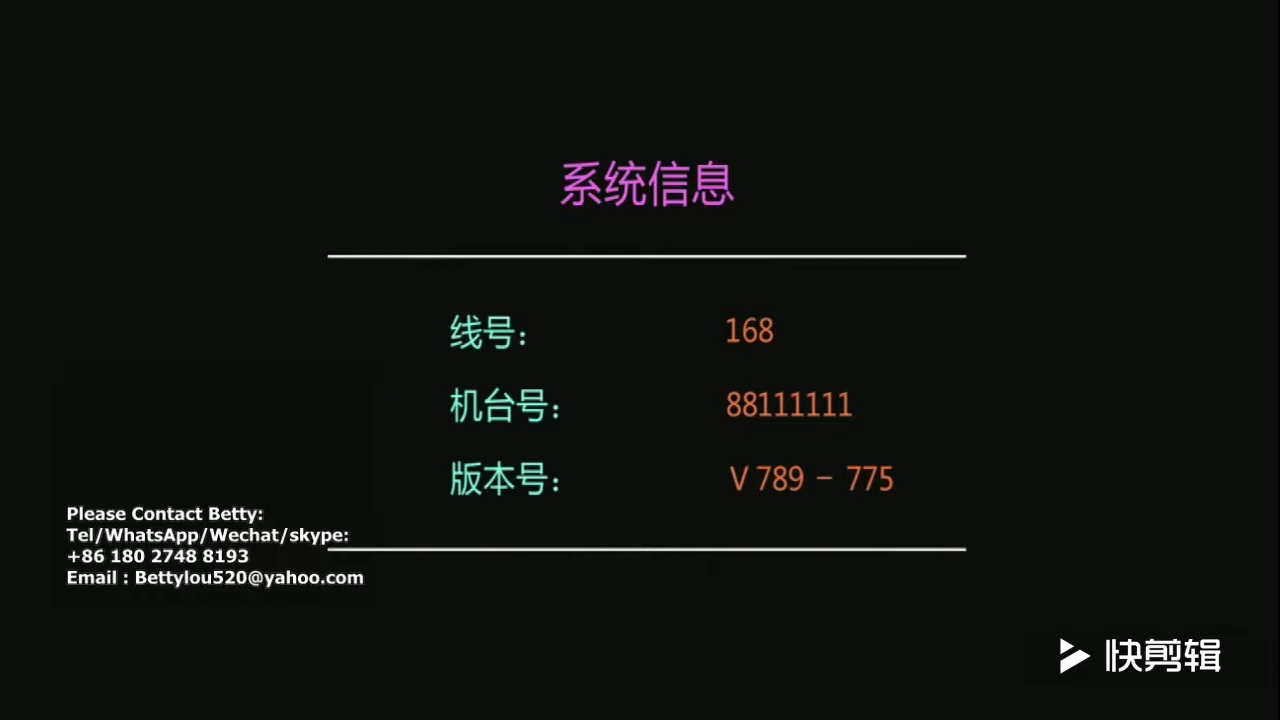 系统信息
线号： 168
机台号： 88111111
版本号： V 789 - 775
Please Contact Betty:
Tel/WhatsApp/Wechat/skype:
+86 180 2748 8193
Email : Bettylou520@yahoo.com
快剪辑